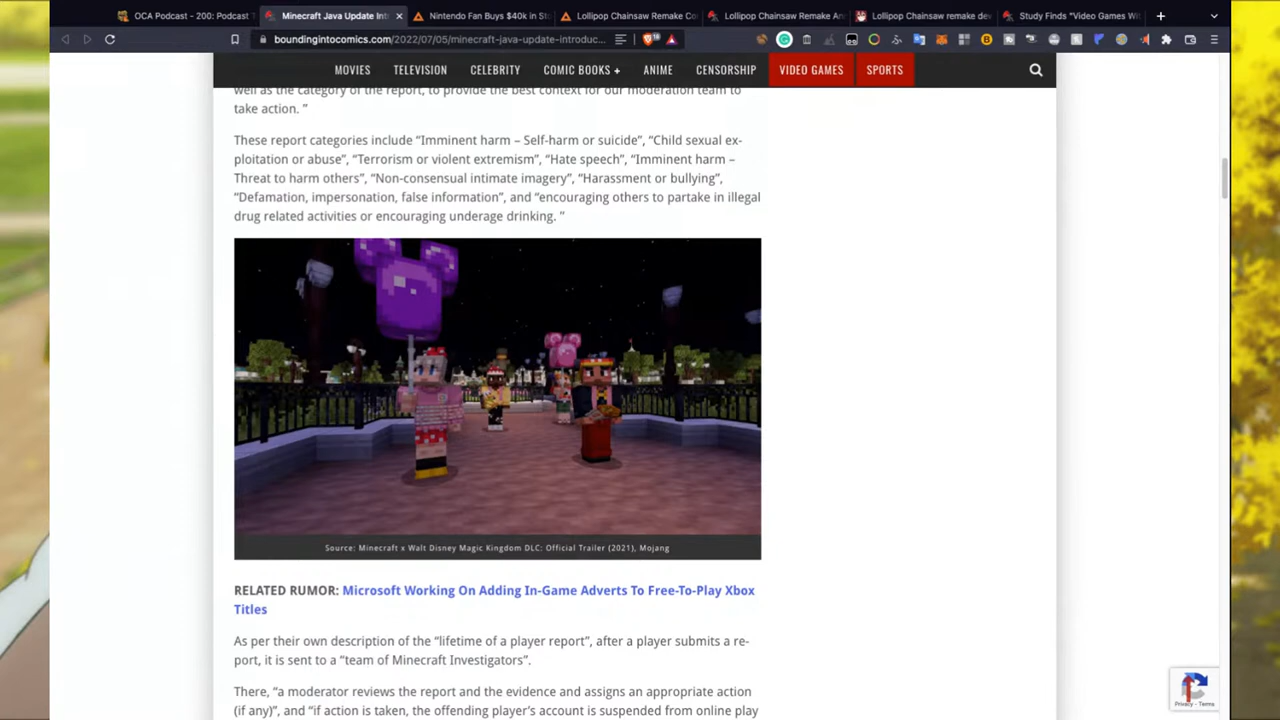 OCA Podcast - 200: Podcast T
Minecraft Java Update Intr
Nintendo Fan Buys $40k in St
Lollipop Chainsaw Remake Co
Lollipop Chainsaw Remake An
Lollipop Chainsaw remake dev
Study Finds "Video Games Wi
boundingintocomics.com/2022/07/05/minecraft-java-update-introduc...
MOVIES TELEVISION CELEBRITY COMIC BOOKS + ANIME CENSORSHIP VIDEO GAMES SPORTS
well as the category of the report, to provide the best context for our moderation team to
take action. ”
These report categories include “Imminent harm – Self-harm or suicide”, “Child sexual ex-
ploitation or abuse”, “Terrorism or violent extremism”, “Hate speech”, “Imminent harm –
Threat to harm others”, “Non-consensual intimate imagery”, “Harassment or bullying”,
“Defamation, impersonation, false information”, and “encouraging others to partake in illegal
drug related activities or encouraging underage drinking. “
Source: Minecraft x Walt Disney Magic Kingdom DLC: Official Trailer (2021), Mojang
RELATED RUMOR: Microsoft Working On Adding In-Game Adverts To Free-To-Play Xbox
Titles
As per their own description of the “lifetime of a player report”, after a player submits a re-
port, it is sent to a “team of Minecraft Investigators”.
There, “a moderator reviews the report and the evidence and assigns an appropriate action
(if any)”, and “if action is taken, the offending player’s account is suspended from online play
Privacy - Terms